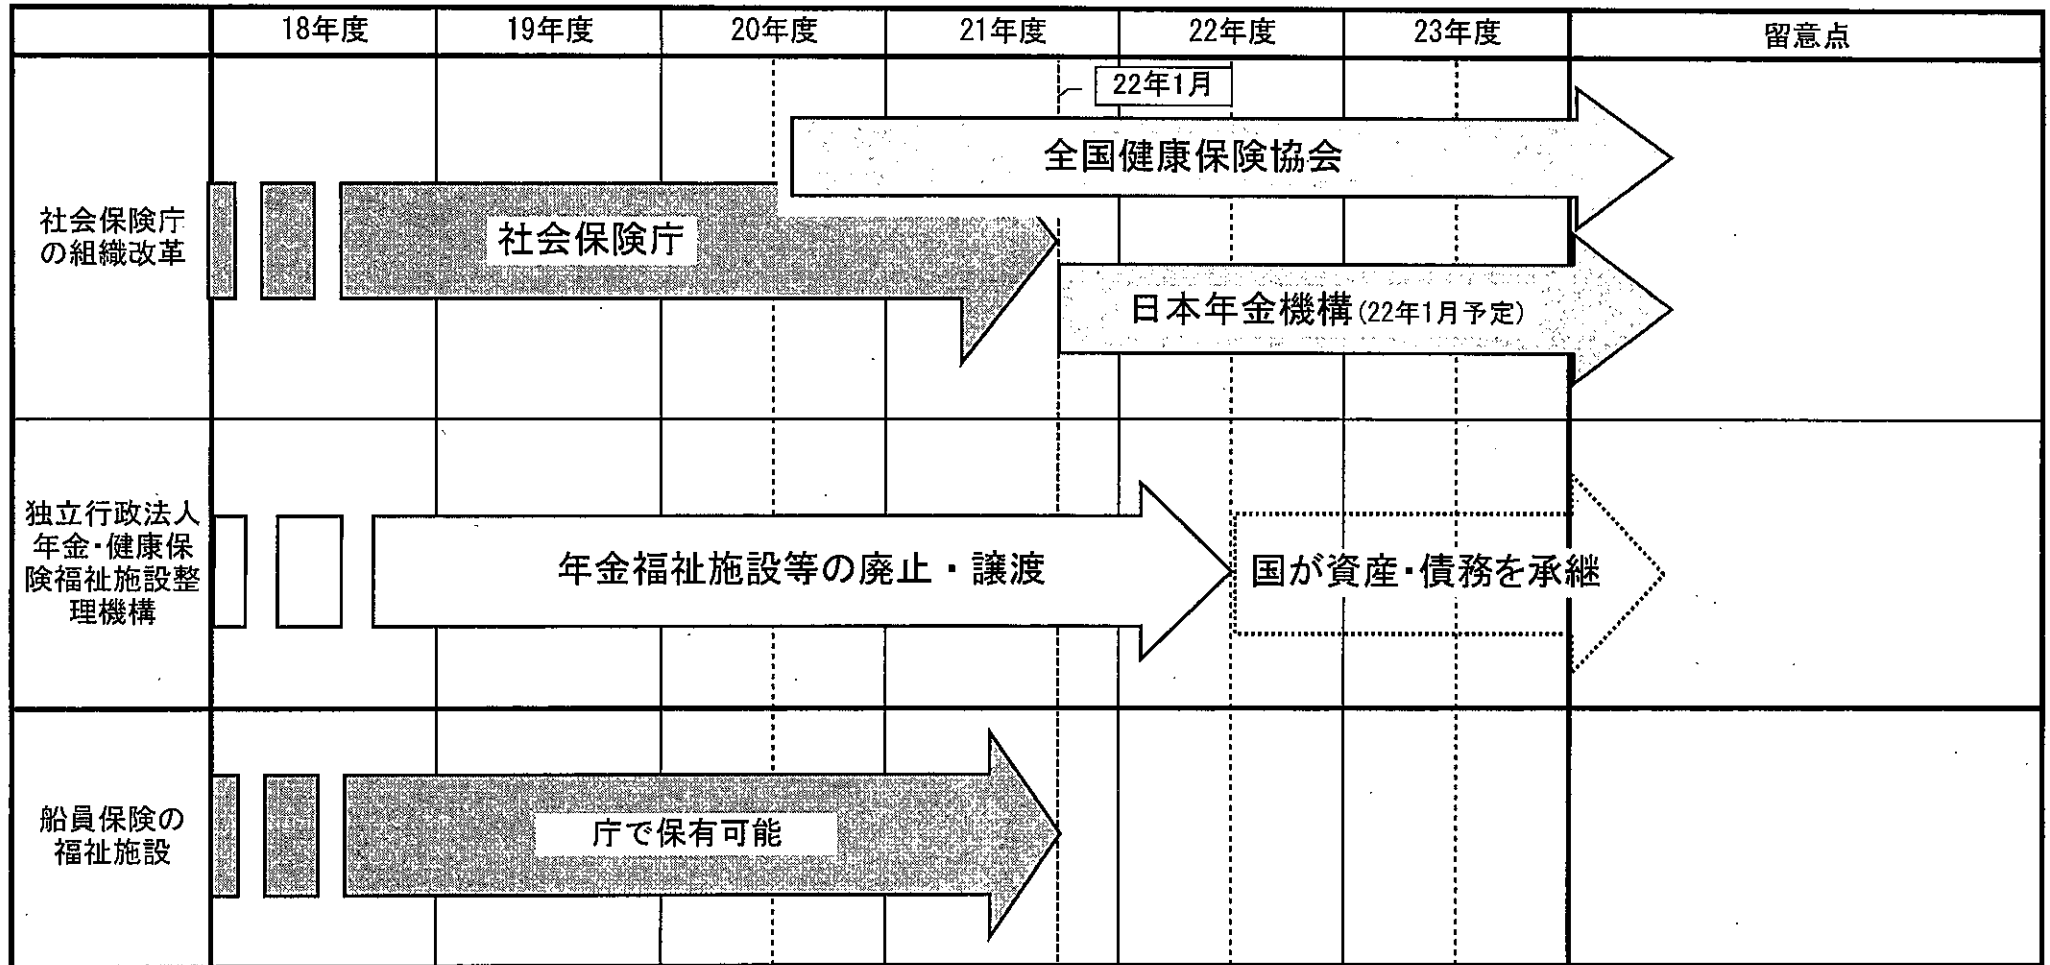 18年度 19年度 20年度 21年度 22年度 23年度 留意点
22年1月
全国健康保険協会
社会保険庁
の組織改革
社会保険庁
日本年金機構(22年1月予定)
独立行政法人
年金・健康保
険福祉施設整
理機構
年金福祉施設等の廃止・譲渡
国が資産・債務を承継
船員保険の
福祉施設
庁で保有可能